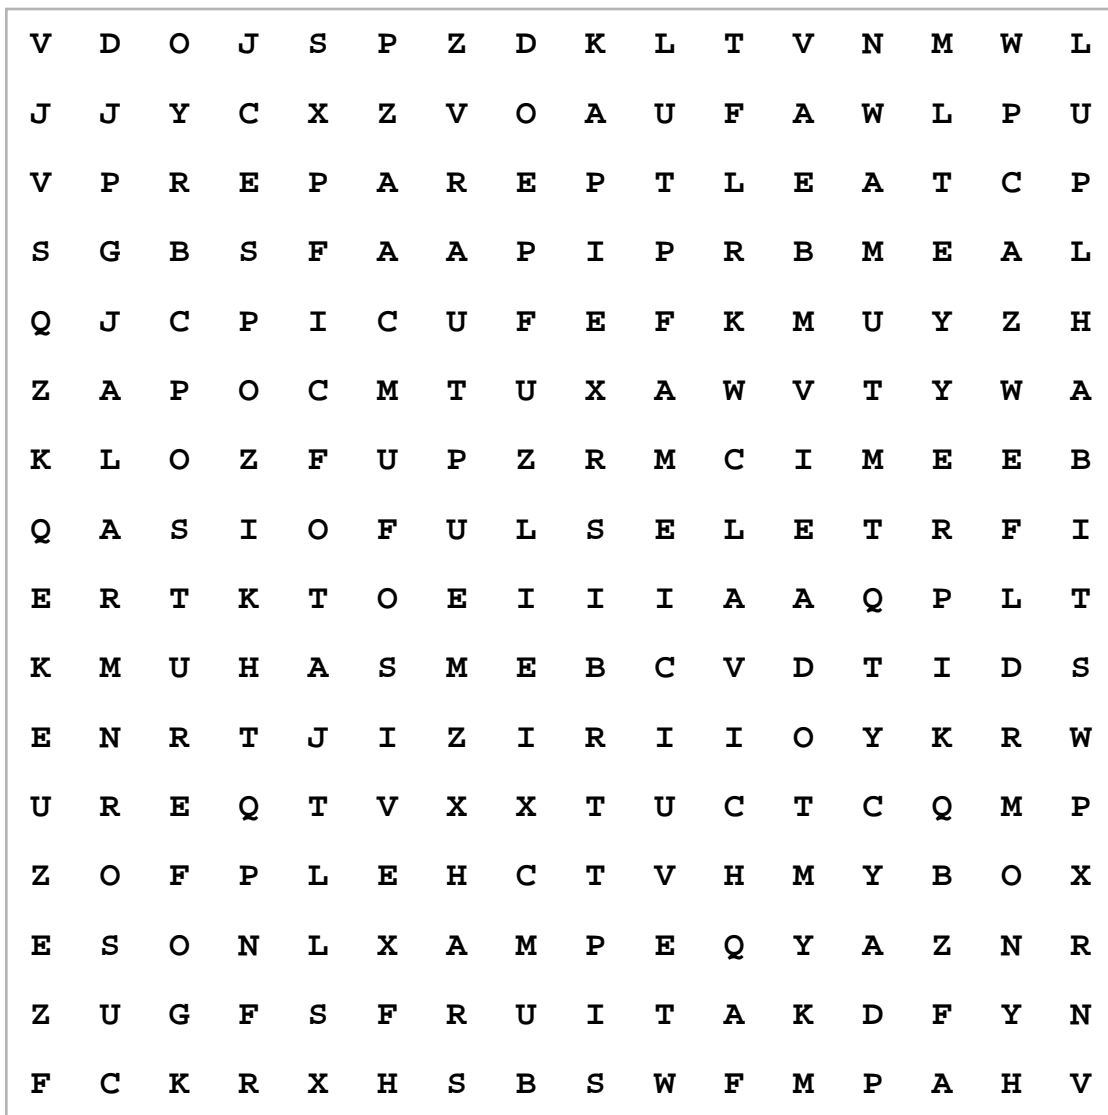 V D O J S P Z D K L T V N M W L
J J Y C X Z V O A U F A W L P U
V P R E P A R E P T L E A T C P
S G B S F A A P I P R B M E A L
Q J C P I C U F E F K M U Y Z H
Z A P O C M T U X A W V T Y W A
K L O Z F U P Z R M C I M E E B
Q A S I O F U L S E L E T R F I
E R T K T O E I I I A A Q P L T
K M U H A S M E B C V D T I D S
E N R T J I Z I R I I O Y K R W
U R E Q T V X X T U C T C Q M P
Z O F P L E H C T V H M Y B O X
E S O N L X A M P E Q Y A Z N R
Z U G F S F R U I T A K D F Y N
F C K R X H S B S W F M P A H V